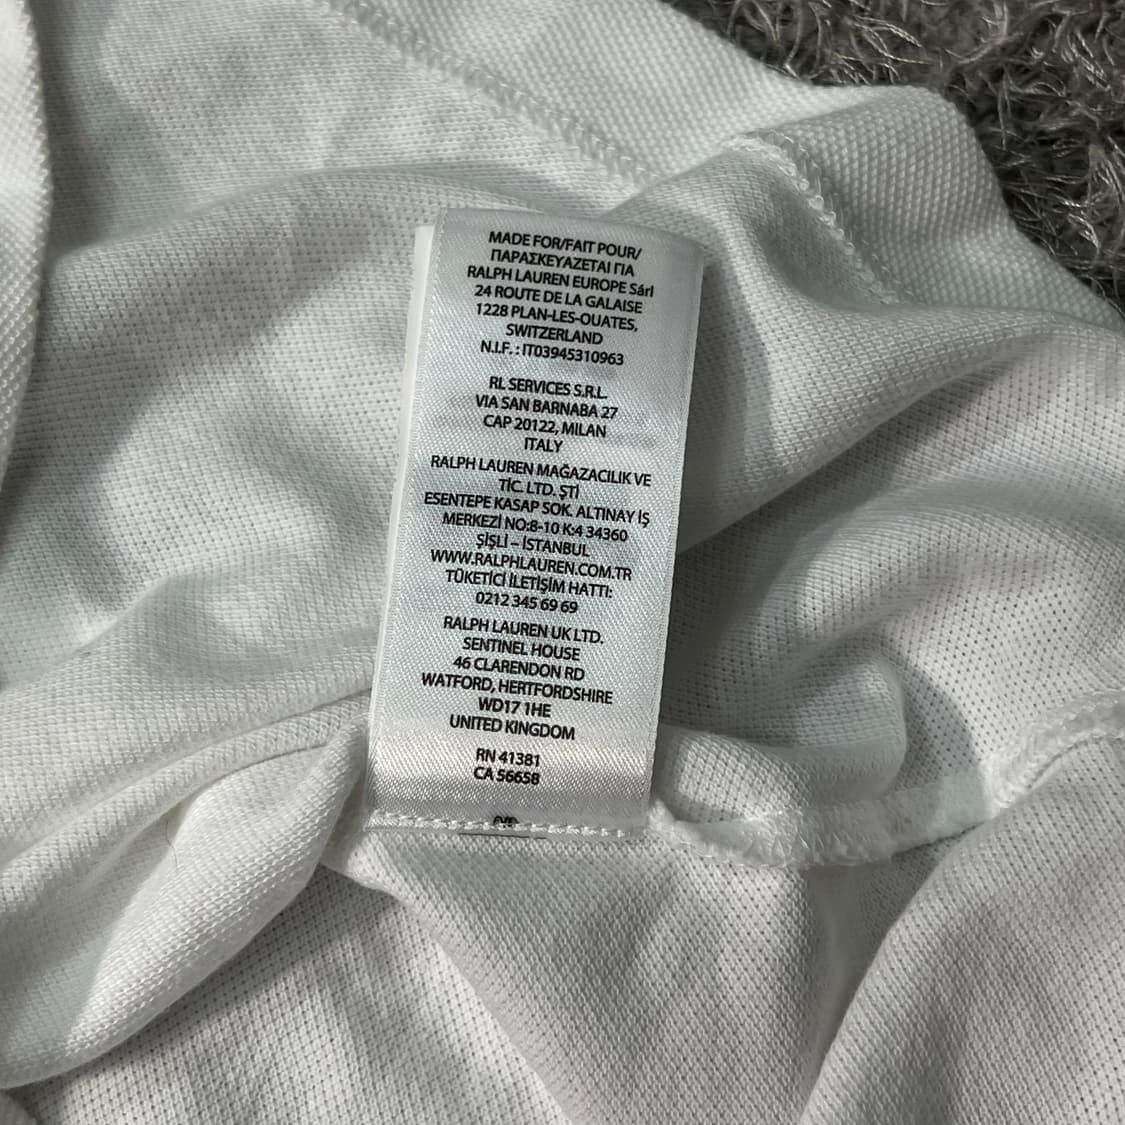 MADE FOR/FAIT POUR/
ΠΑΡΑΣΚΕΥΑΖΕΤΑΙ ΓΙΑ
RALPH LAUREN EUROPE Sárl
24 ROUTE DE LA GALAISE
1228 PLAN-LES-OUATES,
SWITZERLAND
N.I.F. : IT03945310963
RL SERVICES S.R.L.
VIA SAN BARNABA 27
CAP 20122, MILAN
ITALY
RALPH LAUREN MAĞAZACILIK VE
TİC. LTD. ŞTİ
ESENTEPE KASAP SOK. ALTINAY İŞ
MERKEZİ NO:8-10 K:4 34360
ŞİŞLİ – İSTANBUL
WWW.RALPHLAUREN.COM.TR
TÜKETİCİ İLETİŞİM HATTI:
0212 345 69 69
RALPH LAUREN UK LTD.
SENTINEL HOUSE
46 CLARENDON RD
WATFORD, HERTFORDSHIRE
WD17 1HE
UNITED KINGDOM
RN 41381
CA 56658